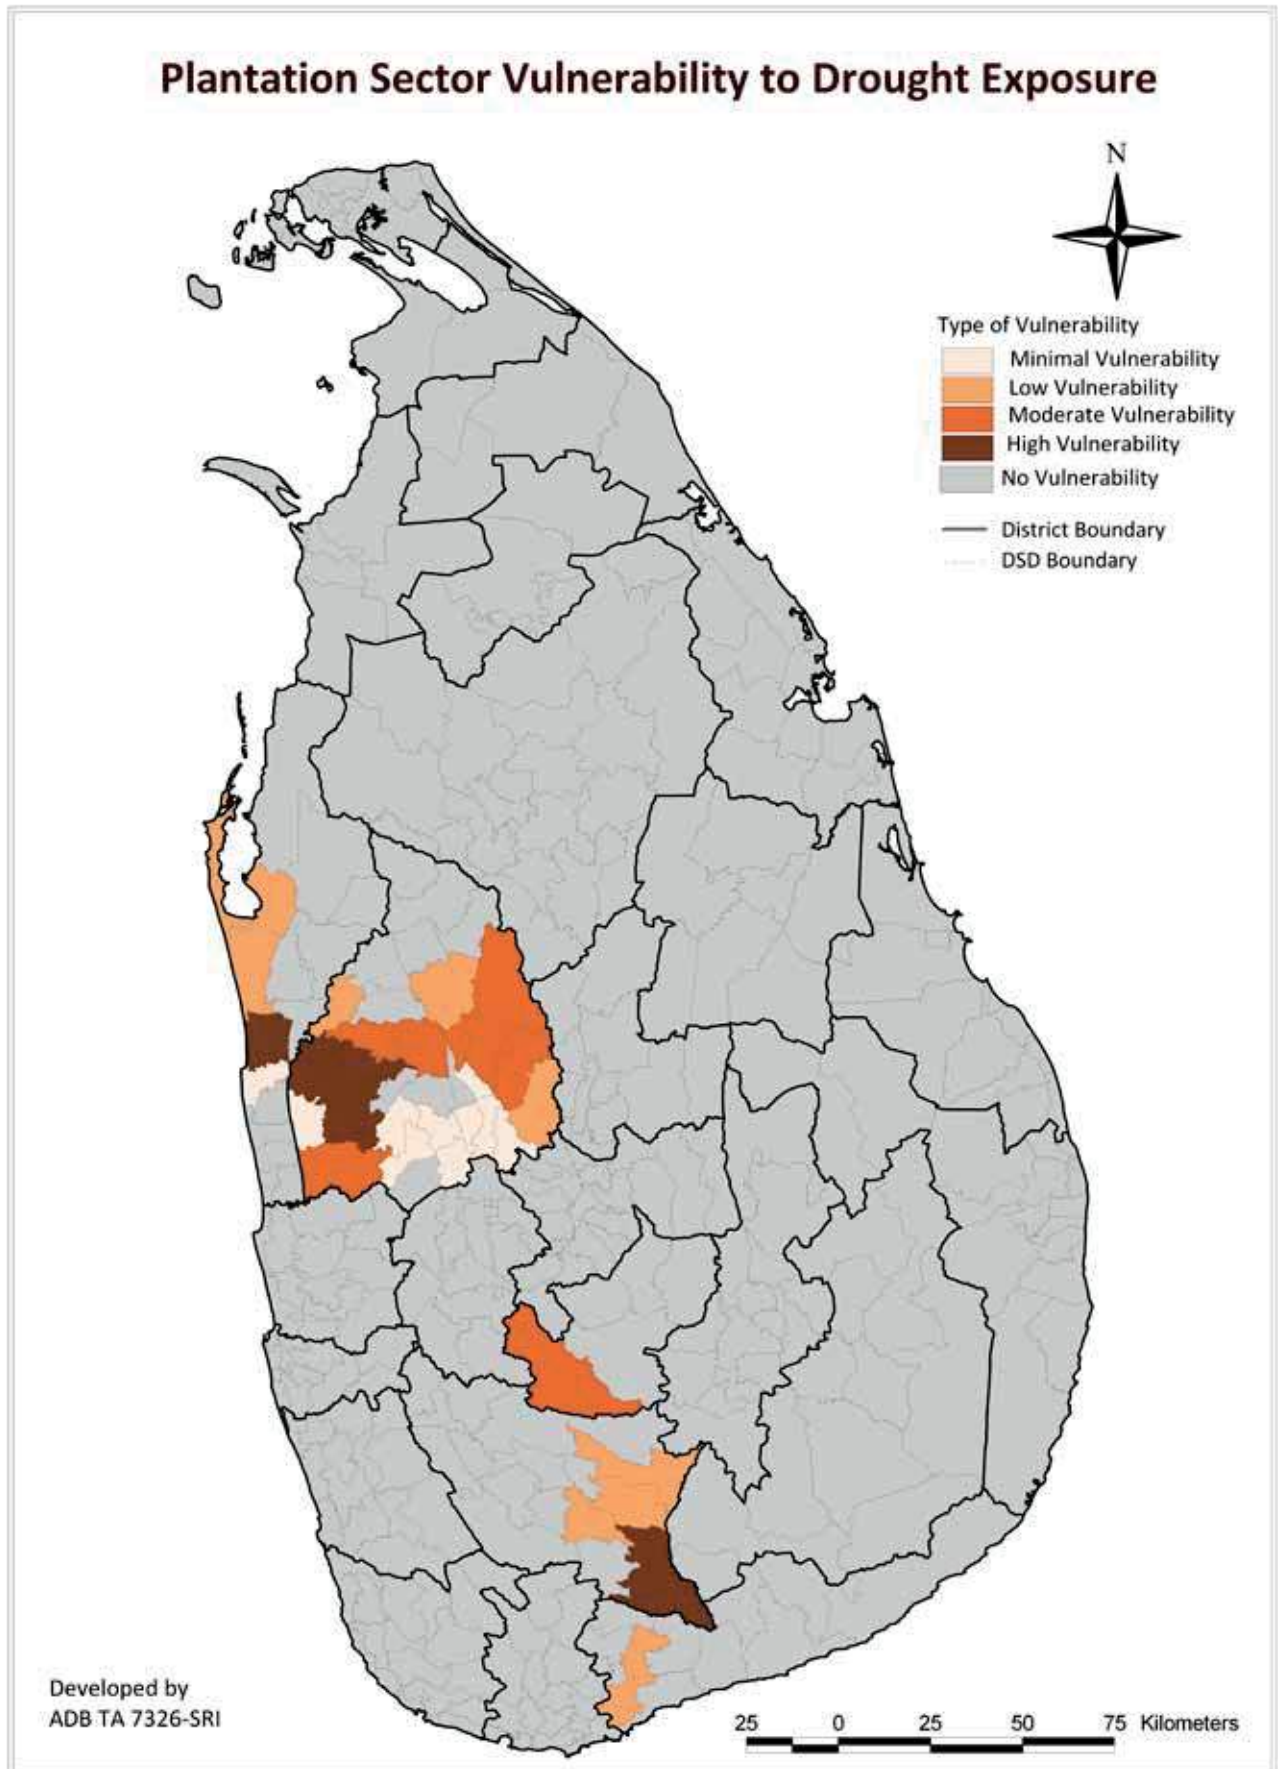 Plantation Sector Vulnerability to Drought Exposure
N
Type of Vulnerability
Minimal Vulnerability
Low Vulnerability
Moderate Vulnerability
High Vulnerability
No Vulnerability
District Boundary
DSD Boundary
Developed by
ADB TA 7326-SRI
25 0 25 50 75 Kilometers